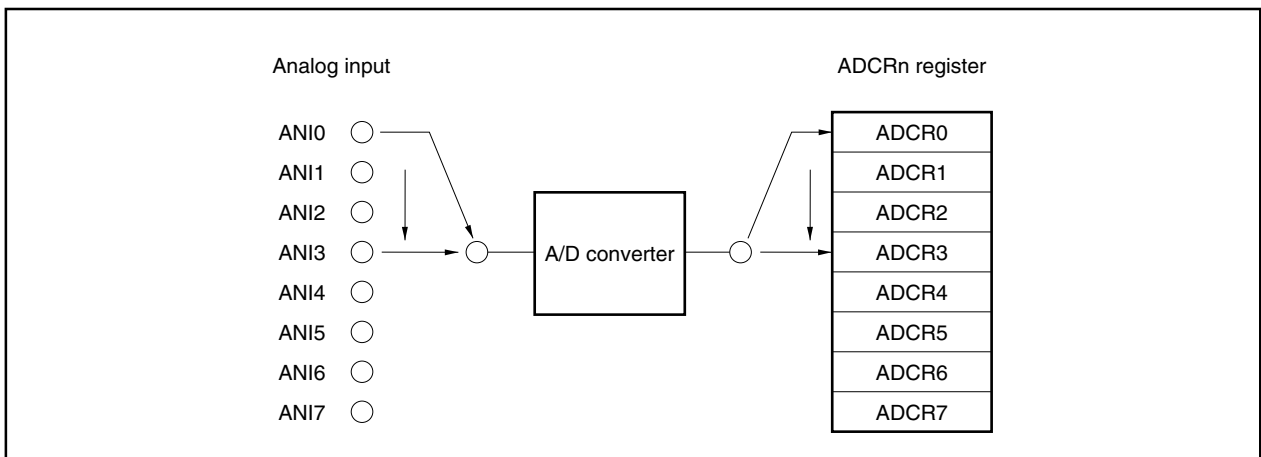 Analog input
ADCRn register
ANI0
ANI1
ANI2
ANI3
ANI4
ANI5
ANI6
ANI7
A/D converter
ADCR0
ADCR1
ADCR2
ADCR3
ADCR4
ADCR5
ADCR6
ADCR7